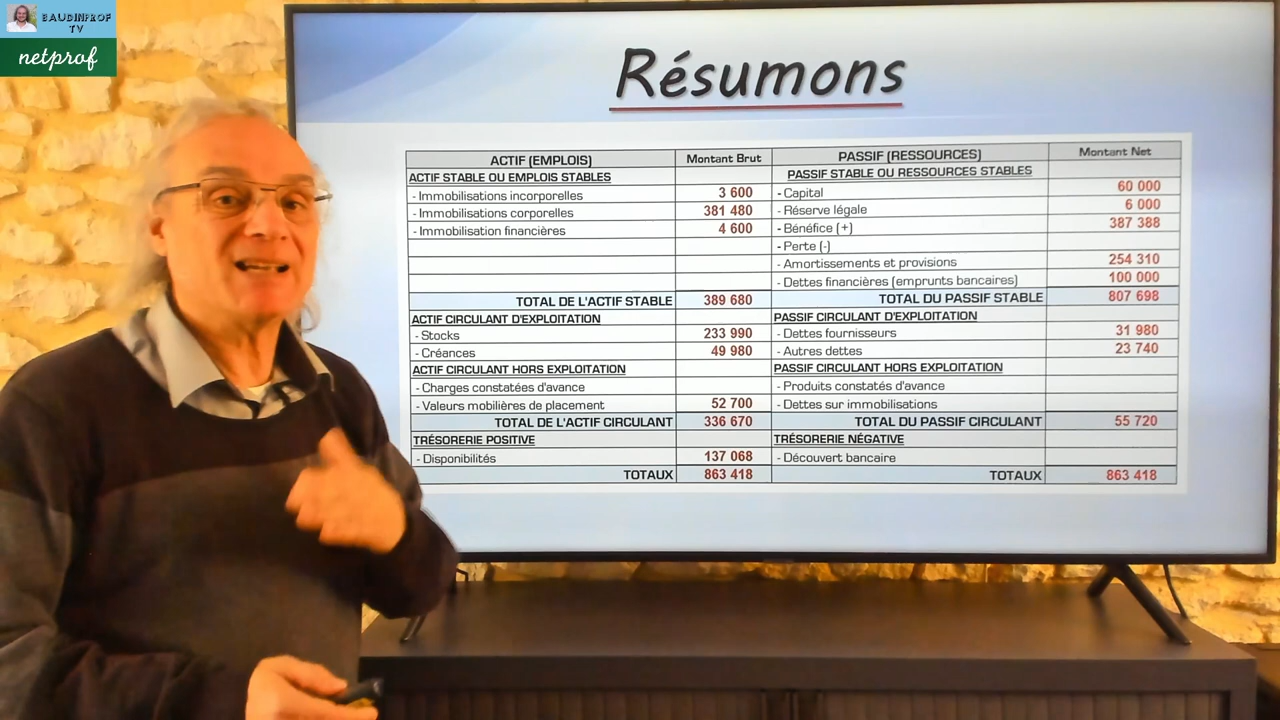 BAUDINPROF
TV
netprof
Résumons
ACTIF (EMPLOIS) Montant Brut PASSIF (RESSOURCES) Montant Net
ACTIF STABLE OU EMPLOIS STABLES PASSIF STABLE OU RESSOURCES STABLES
- Immobilisations incorporelles 3 600 - Capital 60 000
- Immobilisations corporelles 381 480 - Réserve légale 6 000
- Immobilisation financières 4 600 - Bénéfice (+) 387 388
- Perte (-)
- Amortissements et provisions 254 310
- Dettes financières (emprunts bancaires) 100 000
TOTAL DE L'ACTIF STABLE 389 680 TOTAL DU PASSIF STABLE 807 698
ACTIF CIRCULANT D'EXPLOITATION PASSIF CIRCULANT D'EXPLOITATION
- Stocks 233 990 - Dettes fournisseurs 31 980
- Créances 49 980 - Autres dettes 23 740
ACTIF CIRCULANT HORS EXPLOITATION PASSIF CIRCULANT HORS EXPLOITATION
- Charges constatées d'avance - Produits constatés d'avance
- Valeurs mobilières de placement 52 700 - Dettes sur immobilisations
TOTAL DE L'ACTIF CIRCULANT 336 670 TOTAL DU PASSIF CIRCULANT 55 720
TRÉSORERIE POSITIVE TRÉSORERIE NÉGATIVE
- Disponibilités 137 068 - Découvert bancaire
TOTAUX 863 418 TOTAUX 863 418